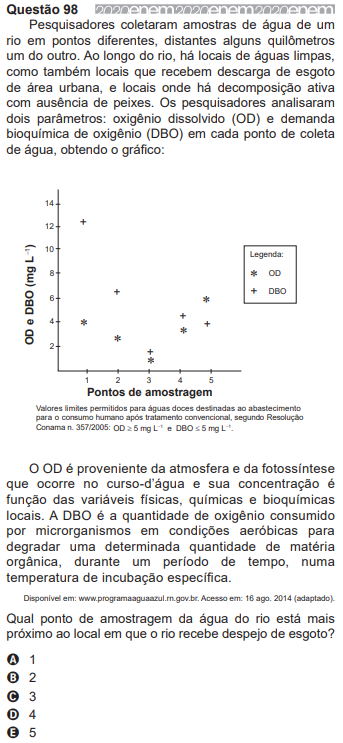 Questão 98 2020enem2020enem2020enem
Pesquisadores coletaram amostras de água de um
rio em pontos diferentes, distantes alguns quilômetros
um do outro. Ao longo do rio, há locais de águas limpas,
como também locais que recebem descarga de esgoto
de área urbana, e locais onde há decomposição ativa
com ausência de peixes. Os pesquisadores analisaram
dois parâmetros: oxigênio dissolvido (OD) e demanda
bioquímica de oxigênio (DBO) em cada ponto de coleta
de água, obtendo o gráfico:
OD e DBO (mg L⁻¹)
14
12
10
8
6
4
2
Legenda:
* OD
+ DBO
1 2 3 4 5
Pontos de amostragem
Valores limites permitidos para águas doces destinadas ao abastecimento
para o consumo humano após tratamento convencional, segundo Resolução
Conama n. 357/2005: OD ≥ 5 mg L⁻¹ e DBO ≤ 5 mg L⁻¹.
O OD é proveniente da atmosfera e da fotossíntese
que ocorre no curso-d'água e sua concentração é
função das variáveis físicas, químicas e bioquímicas
locais. A DBO é a quantidade de oxigênio consumido
por microrganismos em condições aeróbicas para
degradar uma determinada quantidade de matéria
orgânica, durante um período de tempo, numa
temperatura de incubação específica.
Disponível em: www.programaaguaazul.rn.gov.br. Acesso em: 16 ago. 2014 (adaptado).
Qual ponto de amostragem da água do rio está mais
próximo ao local em que o rio recebe despejo de esgoto?
A 1
B 2
C 3
D 4
E 5